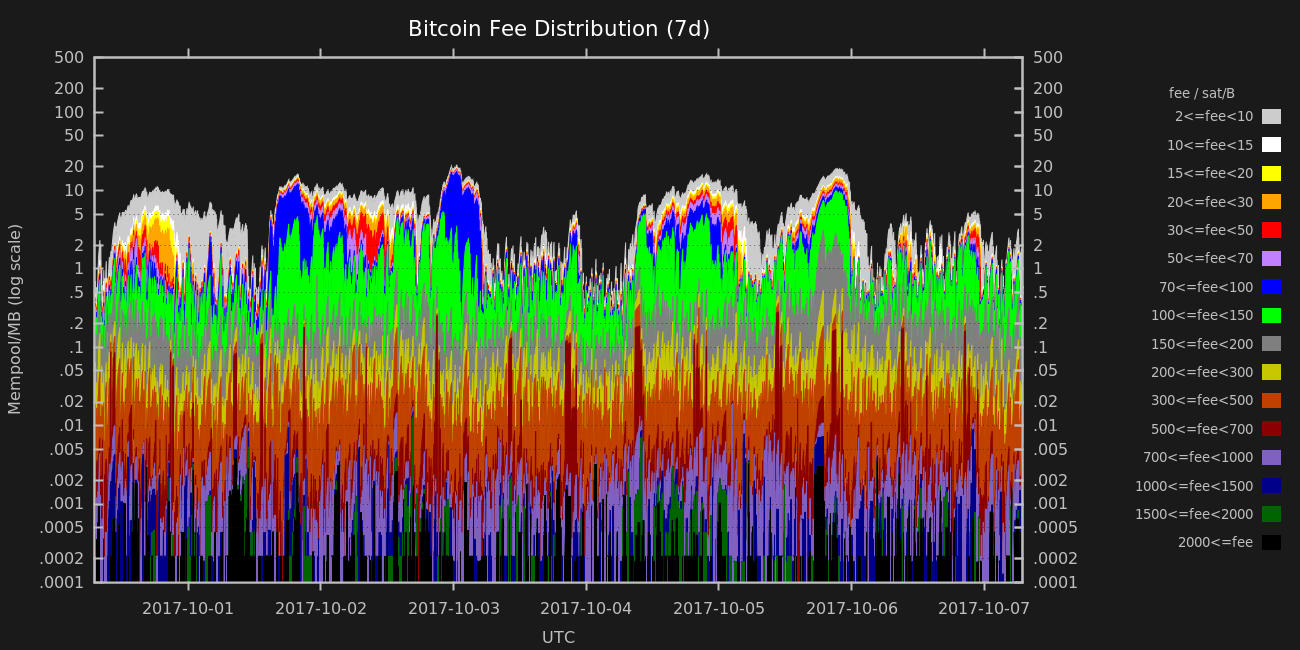 Bitcoin Fee Distribution (7d)
500
200
100
50
20
10
5
2
1
.5
.2
.1
.05
.02
.01
.005
.002
.001
.0005
.0002
.0001
Mempool/MB (log scale)
500
200
100
50
20
10
5
2
1
.5
.2
.1
.05
.02
.01
.005
.002
.001
.0005
.0002
.0001
2017-10-01
2017-10-02
2017-10-03
2017-10-04
2017-10-05
2017-10-06
2017-10-07
UTC
fee / sat/B
2<=fee<10
10<=fee<15
15<=fee<20
20<=fee<30
30<=fee<50
50<=fee<70
70<=fee<100
100<=fee<150
150<=fee<200
200<=fee<300
300<=fee<500
500<=fee<700
700<=fee<1000
1000<=fee<1500
1500<=fee<2000
2000<=fee